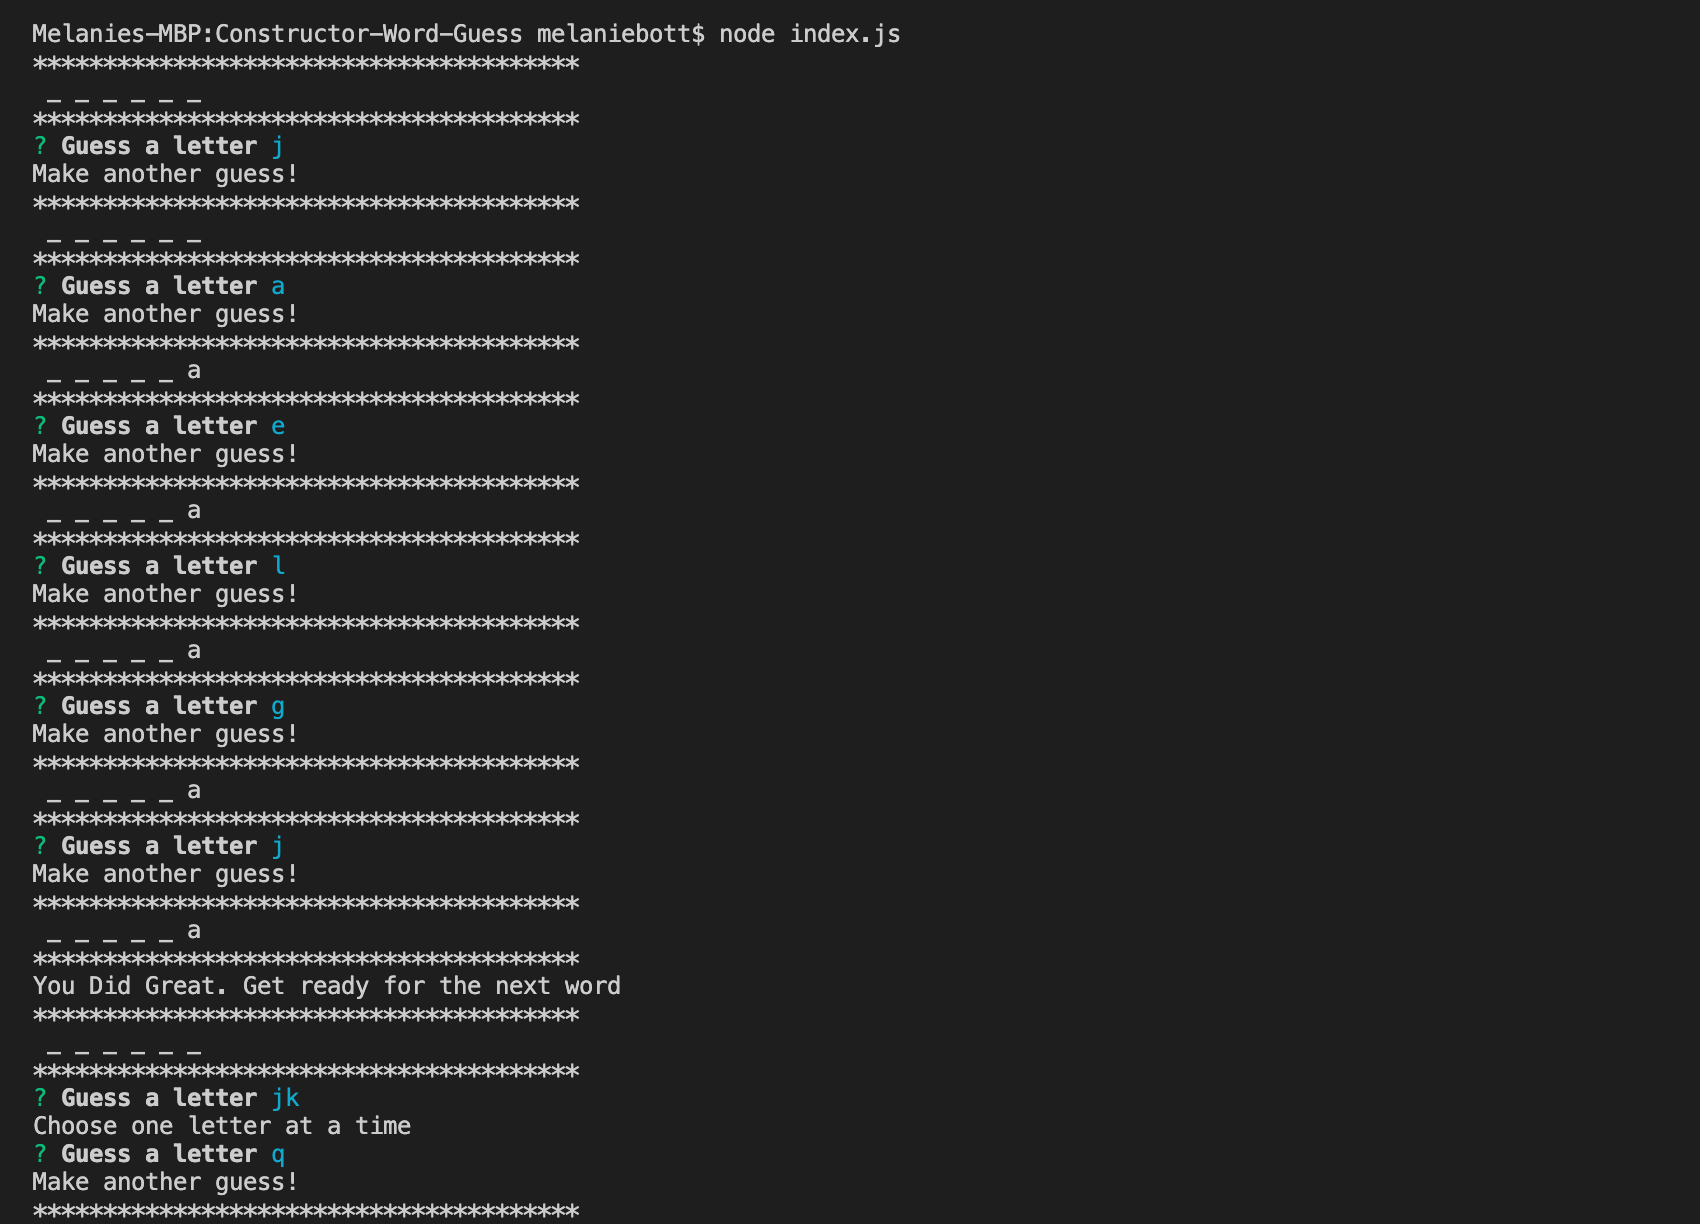 Melanies-MBP:Constructor-Word-Guess melaniebott$ node index.js
***************************************
 _ _ _ _ _ _
***************************************
? Guess a letter j
Make another guess!
***************************************
 _ _ _ _ _ _
***************************************
? Guess a letter a
Make another guess!
***************************************
 _ _ _ _ _ a
***************************************
? Guess a letter e
Make another guess!
***************************************
 _ _ _ _ _ a
***************************************
? Guess a letter l
Make another guess!
***************************************
 _ _ _ _ _ a
***************************************
? Guess a letter g
Make another guess!
***************************************
 _ _ _ _ _ a
***************************************
? Guess a letter j
Make another guess!
***************************************
 _ _ _ _ _ a
***************************************
You Did Great. Get ready for the next word
***************************************
 _ _ _ _ _ _
***************************************
? Guess a letter jk
Choose one letter at a time
? Guess a letter q
Make another guess!
***************************************